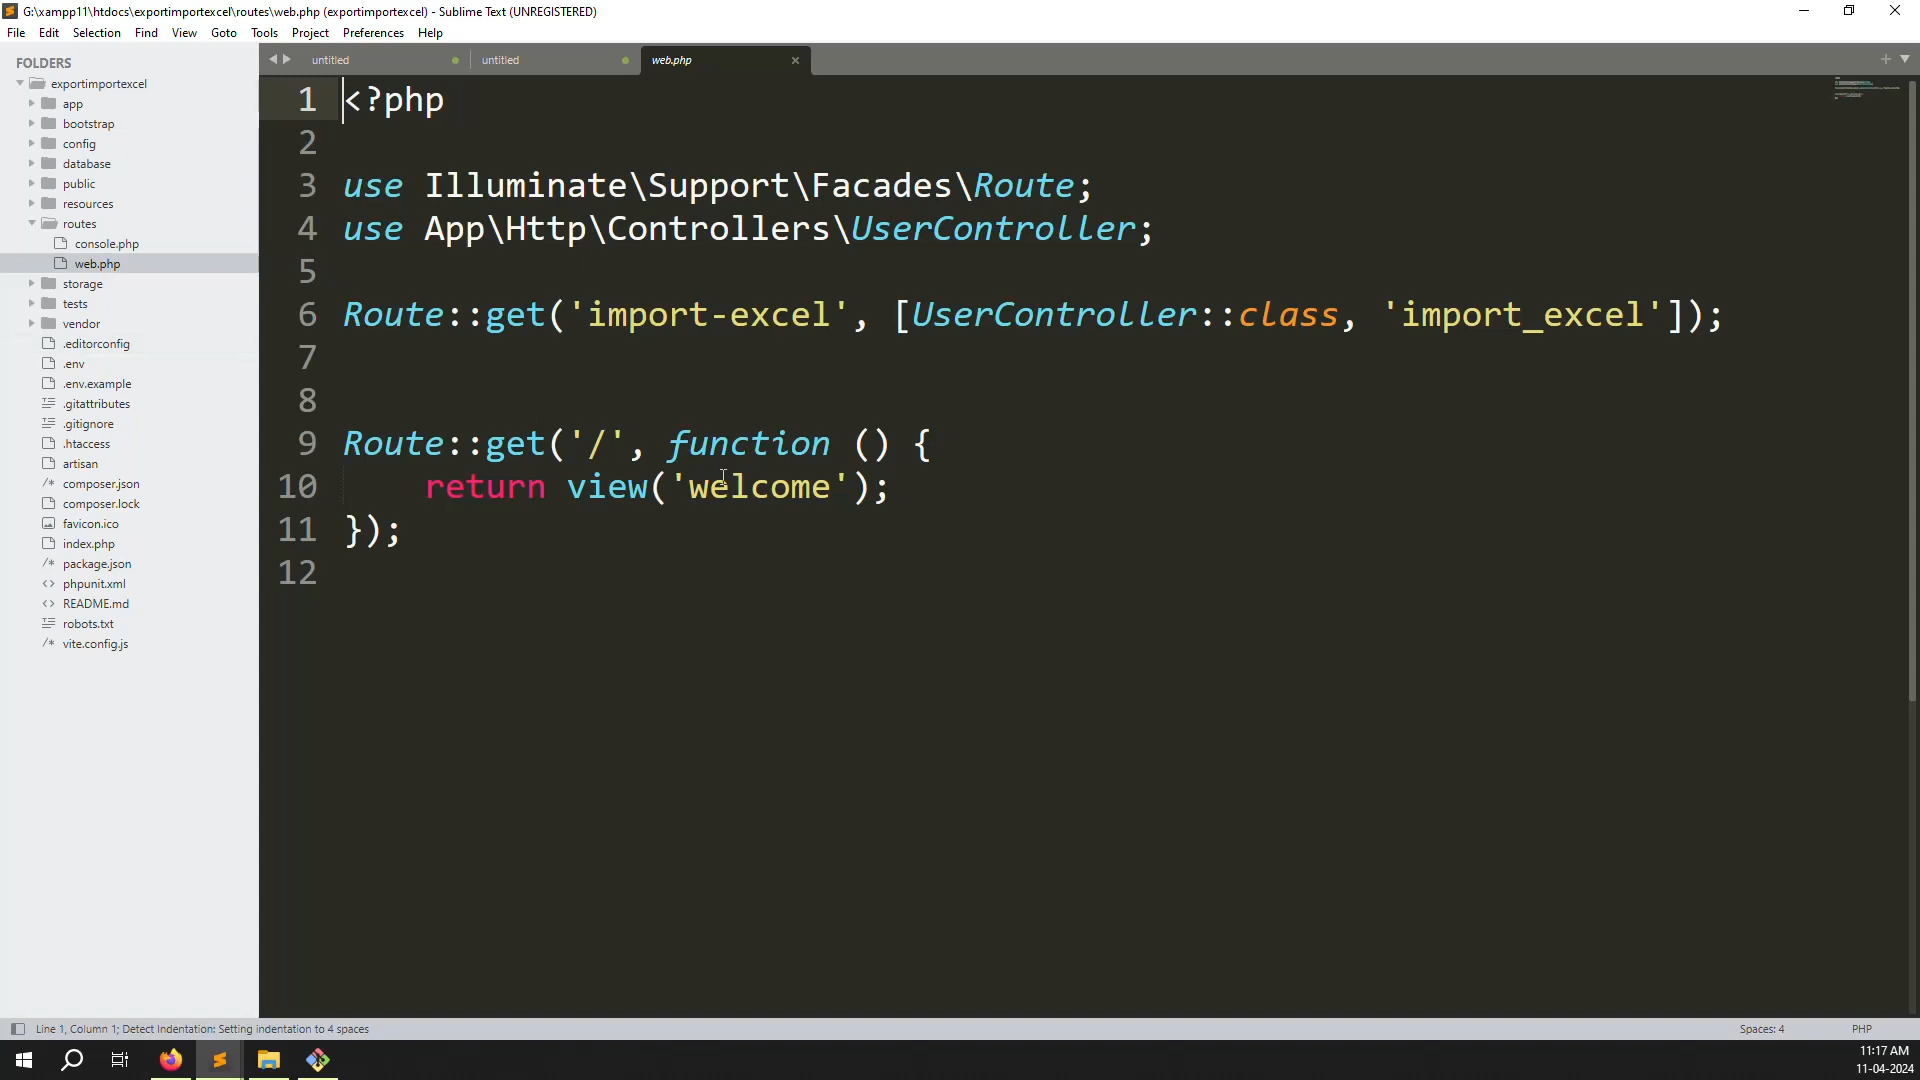 G:\xampp11\htdocs\exportimportexcel\routes\web.php (exportimportexcel) - Sublime Text (UNREGISTERED)
File Edit Selection Find View Goto Tools Project Preferences Help
FOLDERS
exportimportexcel
app
bootstrap
config
database
public
resources
routes
console.php
web.php
storage
tests
vendor
.editorconfig
.env
.env.example
.gitattributes
.gitignore
.htaccess
artisan
composer.json
composer.lock
favicon.ico
index.php
package.json
phpunit.xml
README.md
robots.txt
vite.config.js
untitled untitled web.php
1 <?php
2
3 use Illuminate\Support\Facades\Route;
4 use App\Http\Controllers\UserController;
5
6 Route::get('import-excel', [UserController::class, 'import_excel']);
7
8
9 Route::get('/', function () {
10     return view('welcome');
11 });
12
Line 1, Column 1; Detect Indentation: Setting indentation to 4 spaces
Spaces: 4 PHP
11:17 AM
11-04-2024